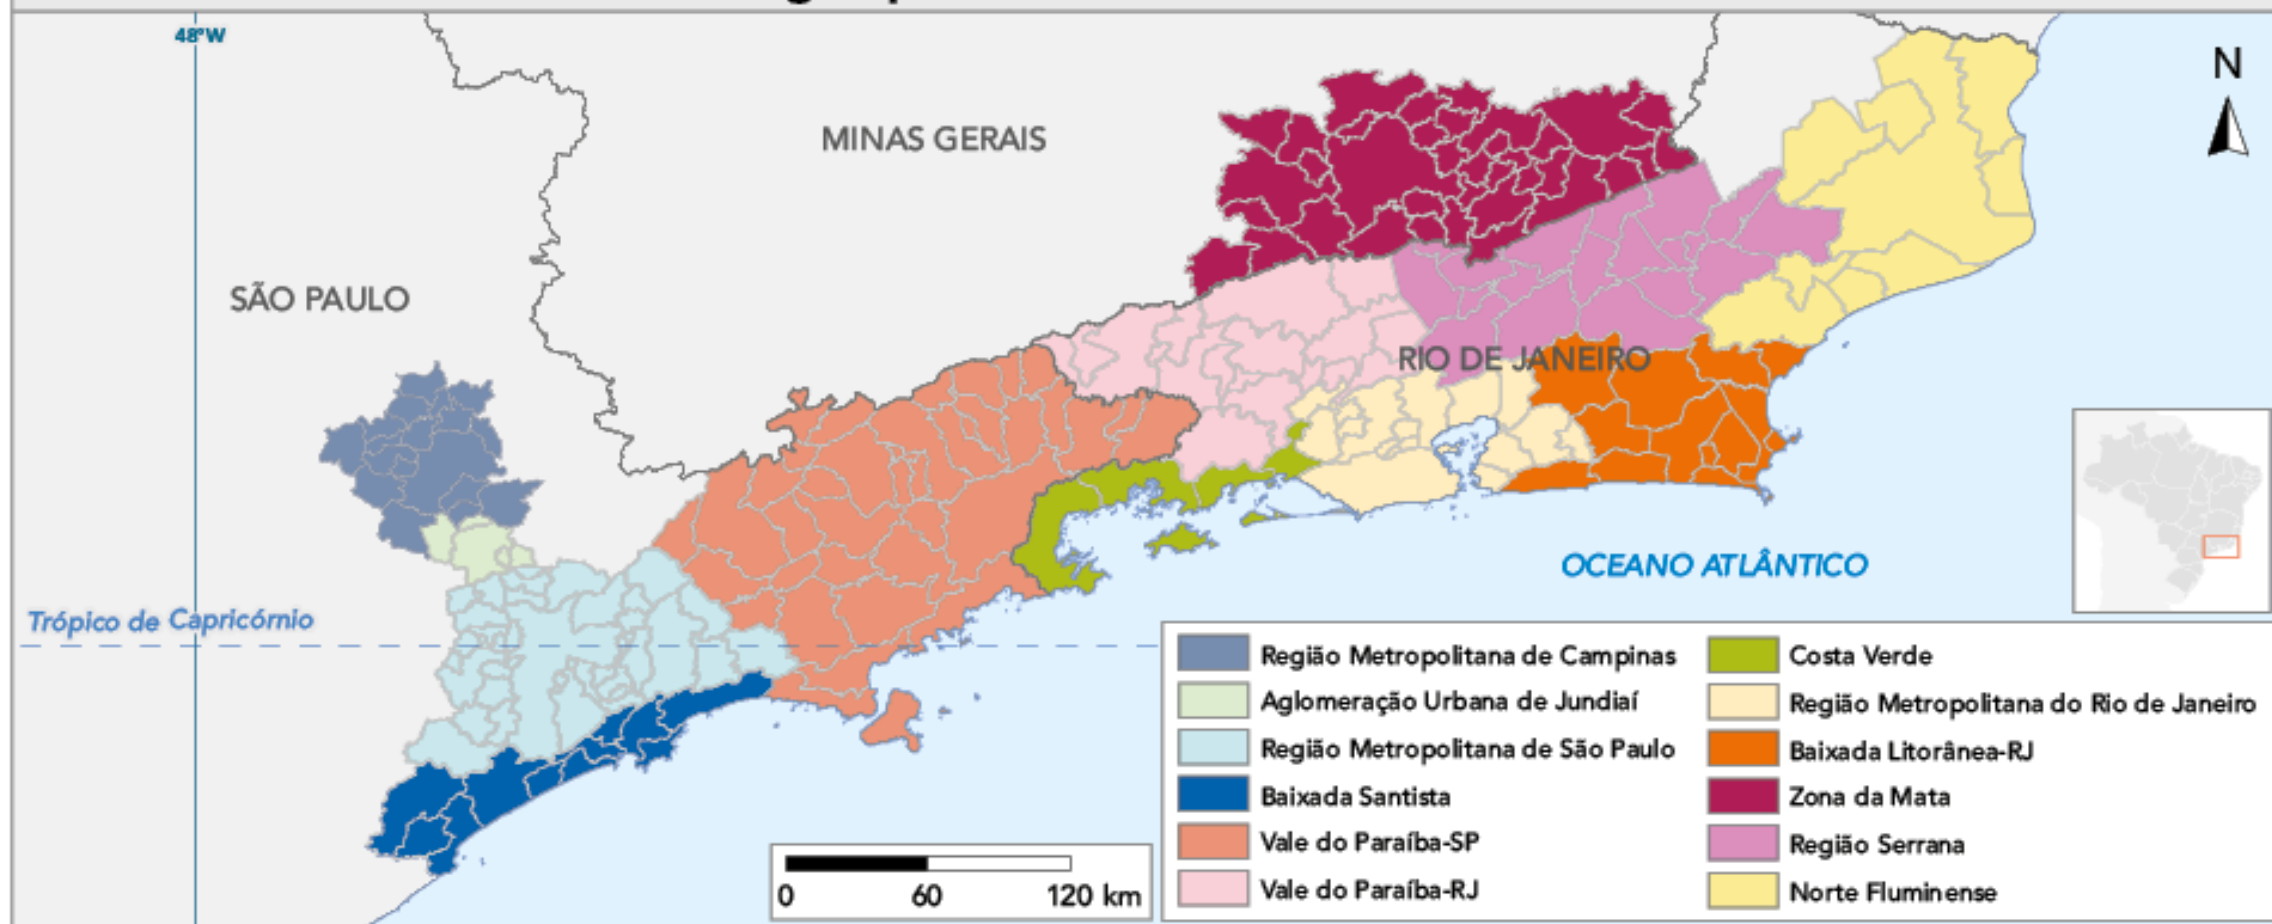 48°W
N
MINAS GERAIS
SÃO PAULO
RIO DE JANEIRO
OCEANO ATLÂNTICO
Trópico de Capricórnio
Região Metropolitana de Campinas
Aglomeração Urbana de Jundiaí
Região Metropolitana de São Paulo
Baixada Santista
Vale do Paraíba-SP
Vale do Paraíba-RJ
Costa Verde
Região Metropolitana do Rio de Janeiro
Baixada Litorânea-RJ
Zona da Mata
Região Serrana
Norte Fluminense
0 60 120 km